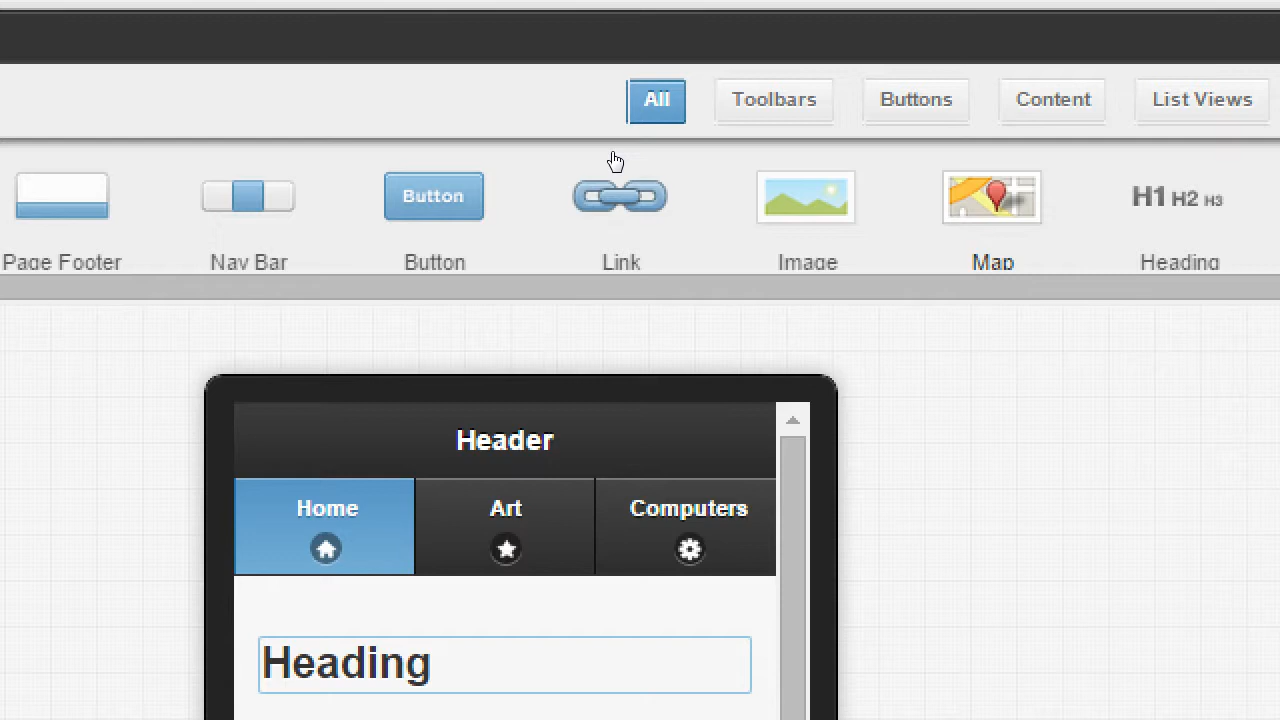 All Toolbars Buttons Content List Views
Button H1 H2 H3
Page Footer Nav Bar Button Link Image Map Heading
Header
Home Art Computers
Heading